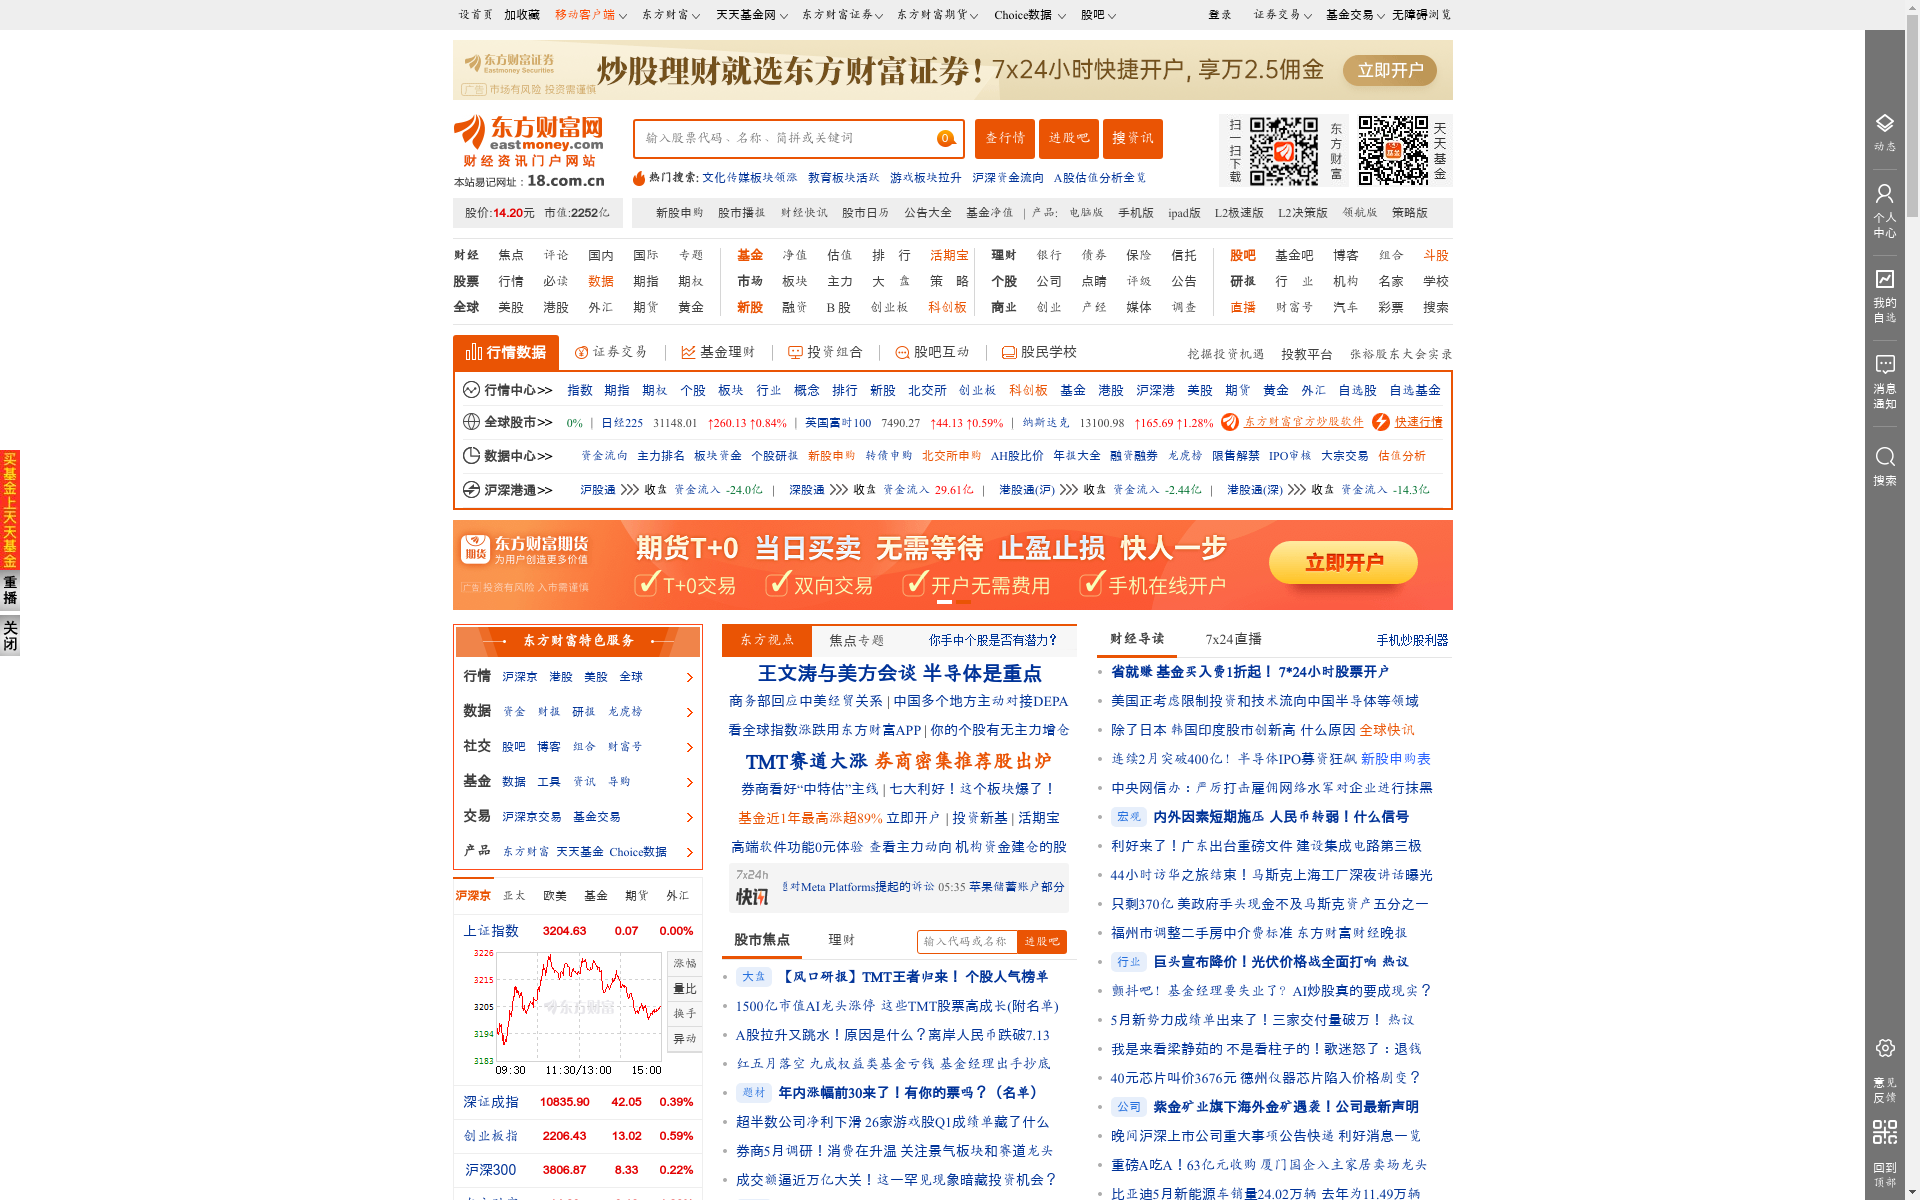 设首页 加收藏 移动客户端 东方财富 天天基金网 东方财富证券 东方财富期货 Choice数据 股吧 登录 证券交易 基金交易 无障碍浏览
东方财富证券 Eastmoney Securities 炒股理财就选东方财富证券! 7x24小时快捷开户, 享万2.5佣金 立即开户
广告 市场有风险 投资需谨慎
东方财富网 eastmoney.com 财经资讯门户网站
本站易记网址：18.com.cn
输入股票代码、名称、简拼或关键词 0 查行情 进股吧 搜资讯
热门搜索: 文化传媒板块领涨 教育板块活跃 游戏板块拉升 沪深资金流向 A股估值分析全览
扫一扫下载 东方财富 天天基金
股价:14.20元 市值:2252亿
新股申购 股市播报 财经快讯 股市日历 公告大全 基金净值 | 产品: 电脑版 手机版 ipad版 L2极速版 L2决策版 领航版 策略版
财经 焦点 评论 国内 国际 专题 基金 净值 估值 排 行 活期宝 理财 银行 债券 保险 信托 股吧 基金吧 博客 组合 斗股
股票 行情 必读 数据 期指 期权 市场 板块 主力 大 盘 策 略 个股 公司 点睛 评级 公告 研报 行 业 机构 名家 学校
全球 美股 港股 外汇 期货 黄金 新股 融资 B 股 创业板 科创板 商业 创业 产经 媒体 调查 直播 财富号 汽车 彩票 搜索
行情数据 证券交易 基金理财 投资组合 股吧互动 股民学校 挖掘投资机遇 投教平台 张裕股东大会实录
行情中心>> 指数 期指 期权 个股 板块 行业 概念 排行 新股 北交所 创业板 科创板 基金 港股 沪深港 美股 期货 黄金 外汇 自选股 自选基金
全球股市>> 0% | 日经225 31148.01 ↑260.13 ↑0.84% | 英国富时100 7490.27 ↑44.13 ↑0.59% | 纳斯达克 13100.98 ↑165.69 ↑1.28% 东方财富官方炒股软件 快速行情
数据中心>> 资金流向 主力排名 板块资金 个股研报 新股申购 转债申购 北交所申购 AH股比价 年报大全 融资融券 龙虎榜 限售解禁 IPO审核 大宗交易 估值分析
沪深港通>> 沪股通 收盘 资金流入 -24.0亿 | 深股通 收盘 资金流入 29.61亿 | 港股通(沪) 收盘 资金流入 -2.44亿 | 港股通(深) 收盘 资金流入 -14.3亿
期货 东方财富期货 为用户创造更多价值 期货T+0 当日买卖 无需等待 止盈止损 快人一步 立即开户
广告 投资有风险 入市需谨慎 T+0交易 双向交易 开户无需费用 手机在线开户
东方财富特色服务
行情 沪深京 港股 美股 全球
数据 资金 财报 研报 龙虎榜
社交 股吧 博客 组合 财富号
基金 数据 工具 资讯 导购
交易 沪深京交易 基金交易
产品 东方财富 天天基金 Choice数据
沪深京 亚太 欧美 基金 期货 外汇
上证指数 3204.63 0.07 0.00%
3226
3215
3205
3194
3183
东方财富
09:30 11:30/13:00 15:00
涨幅
量比
换手
异动
深证成指 10835.90 42.05 0.39%
创业板指 2206.43 13.02 0.59%
沪深300 3806.87 8.33 0.22%
东方视点 焦点专题 你手中个股是否有潜力？
王文涛与美方会谈 半导体是重点
商务部回应中美经贸关系 | 中国多个地方主动对接DEPA
看全球指数涨跌用东方财富APP | 你的个股有无主力增仓
TMT赛道大涨 券商密集推荐股出炉
券商看好“中特估”主线 | 七大利好！这个板块爆了！
基金近1年最高涨超89% 立即开户 | 投资新基 | 活期宝
高端软件功能0元体验 查看主力动向 机构资金建仓的股
7x24h 快讯 对Meta Platforms提起的诉讼 05:35 苹果储蓄账户部分
股市焦点 理财 输入代码或名称 进股吧
大盘 【风口研报】TMT王者归来！ 个股人气榜单
1500亿市值AI龙头涨停 这些TMT股票高成长(附名单)
A股拉升又跳水！原因是什么？离岸人民币跌破7.13
红五月落空 九成权益类基金亏钱 基金经理出手抄底
题材 年内涨幅前30来了！有你的票吗？（名单）
超半数公司净利下滑 26家游戏股Q1成绩单藏了什么
券商5月调研！消费在升温 关注景气板块和赛道龙头
成交额逼近万亿大关！这一罕见现象暗藏投资机会？
财经导读 7x24直播 手机炒股利器
省就赚 基金买入费1折起！ 7*24小时股票开户
美国正考虑限制投资和技术流向中国半导体等领域
除了日本 韩国印度股市创新高 什么原因 全球快讯
连续2月突破400亿！半导体IPO募资狂飙 新股申购表
中央网信办：严厉打击雇佣网络水军对企业进行抹黑
宏观 内外因素短期施压 人民币转弱！什么信号
利好来了！广东出台重磅文件 建设集成电路第三极
44小时访华之旅结束！马斯克上海工厂深夜讲话曝光
只剩370亿 美政府手头现金不及马斯克资产五分之一
福州市调整二手房中介费标准 东方财富财经晚报
行业 巨头宣布降价！光伏价格战全面打响 热议
颤抖吧！基金经理要失业了？AI炒股真的要成现实？
5月新势力成绩单出来了！三家交付量破万！ 热议
我是来看梁静茹的 不是看柱子的！歌迷怒了：退钱
40元芯片叫价3676元 德州仪器芯片陷入价格剧变？
公司 紫金矿业旗下海外金矿遇袭！公司最新声明
晚间沪深上市公司重大事项公告快递 利好消息一览
重磅A吃A！63亿元收购 厦门国企入主家居卖场龙头
比亚迪5月新能源车销量24.02万辆 去年为11.49万辆
买基金上天天基金
重播
关闭
动态
个人中心
我的自选
消息通知
搜索
意见反馈
回到顶部